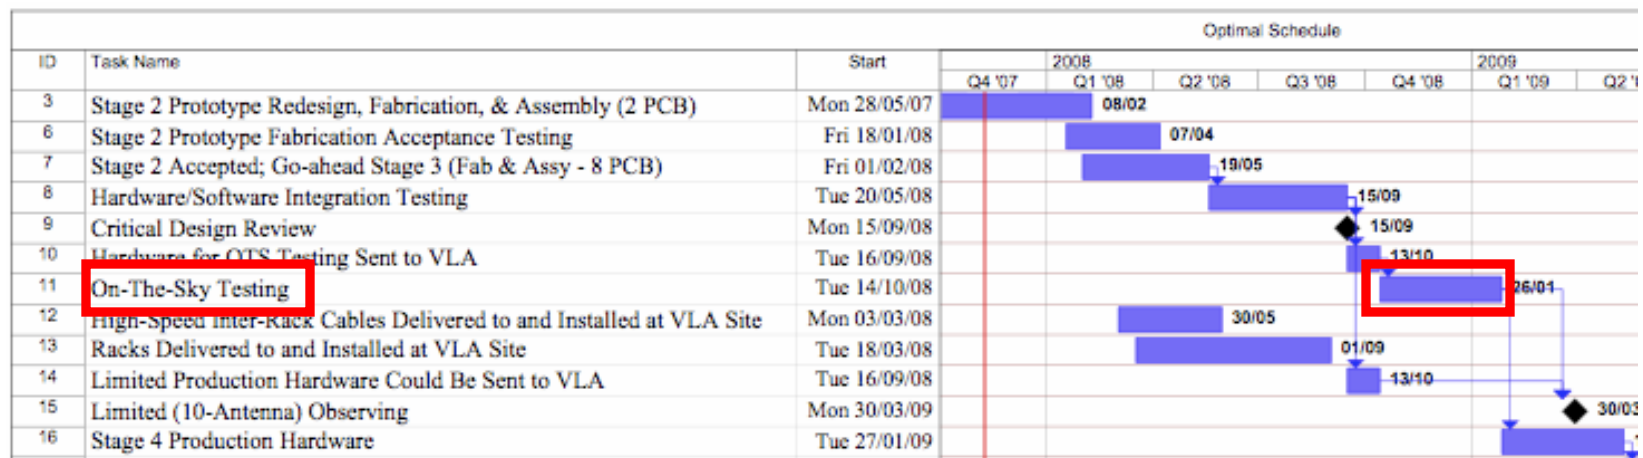 Optimal Schedule
ID Task Name Start 2008 2009
Q4 '07 Q1 '08 Q2 '08 Q3 '08 Q4 '08 Q1 '09 Q2
3 Stage 2 Prototype Redesign, Fabrication, & Assembly (2 PCB) Mon 28/05/07 08/02
6 Stage 2 Prototype Fabrication Acceptance Testing Fri 18/01/08 07/04
7 Stage 2 Accepted; Go-ahead Stage 3 (Fab & Assy - 8 PCB) Fri 01/02/08 19/05
8 Hardware/Software Integration Testing Tue 20/05/08 15/09
9 Critical Design Review Mon 15/09/08 15/09
10 Hardware for OTS Testing Sent to VLA Tue 16/09/08 13/10
11 On-The-Sky Testing Tue 14/10/08 26/01
12 High-Speed Inter-Rack Cables Delivered to and Installed at VLA Site Mon 03/03/08 30/05
13 Racks Delivered to and Installed at VLA Site Tue 18/03/08 01/09
14 Limited Production Hardware Could Be Sent to VLA Tue 16/09/08 13/10
15 Limited (10-Antenna) Observing Mon 30/03/09 30/03
16 Stage 4 Production Hardware Tue 27/01/09